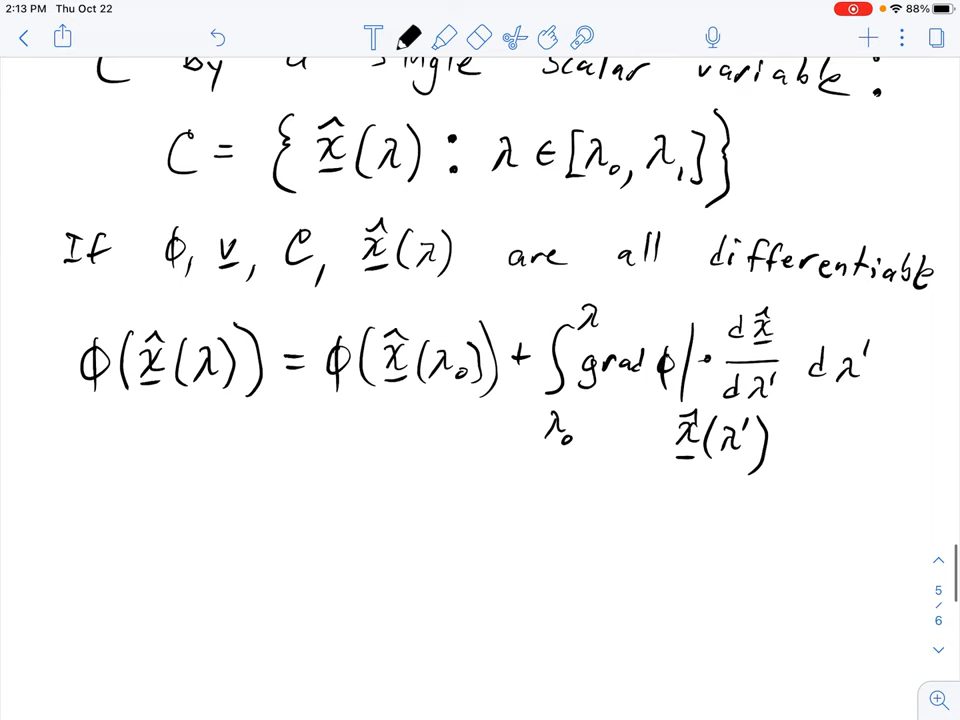 2:13 PM Thu Oct 22 88%
T
C by a single scalar variable:
C = { x̂(λ) : λ ∈ [λ₀, λ₁] }
If ϕ, v, C, x̂(λ) are all differentiable
ϕ(x̂(λ)) = ϕ(x̂(λ₀)) + ∫_{λ₀}^{λ} grad ϕ|_{x̂(λ')} · dx̂/dλ' dλ'
5
/
6